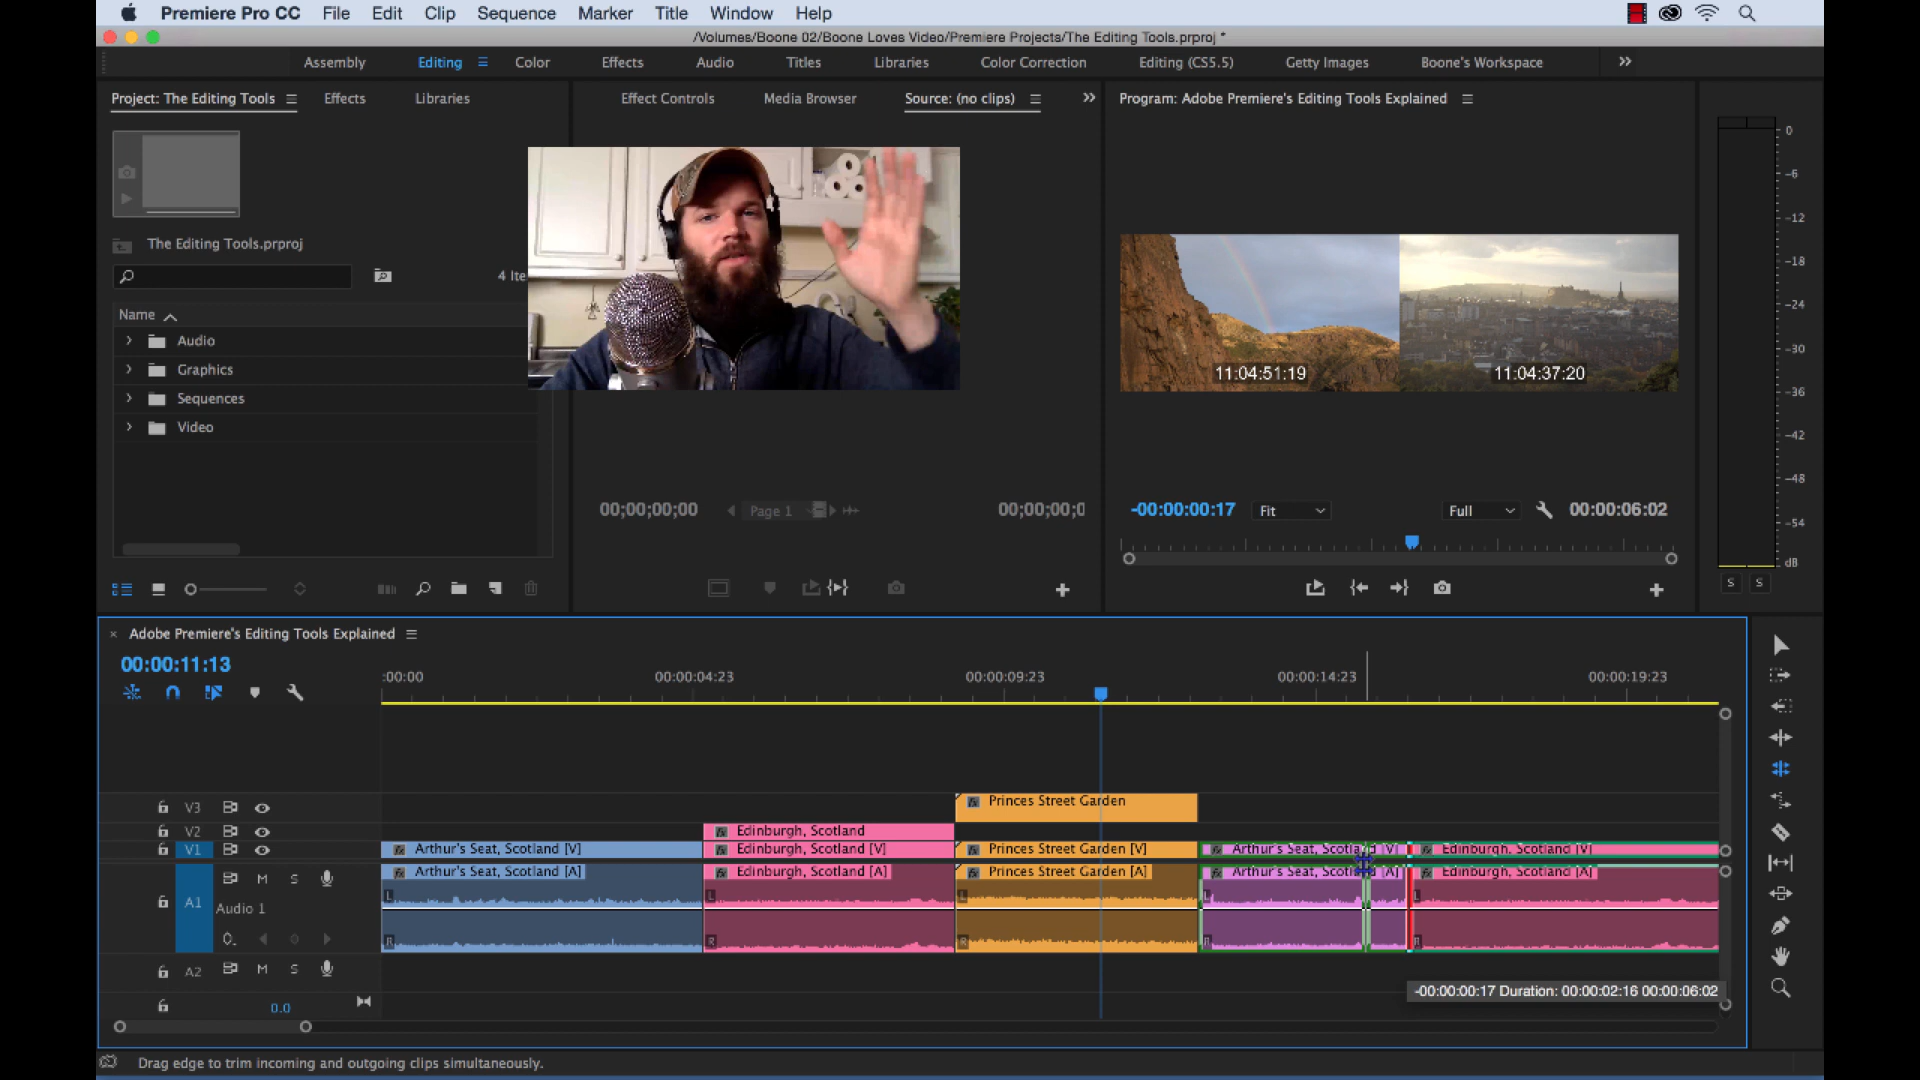 Premiere Pro CC File Edit Clip Sequence Marker Title Window Help
/Volumes/Boone 02/Boone Loves Video/Premiere Projects/The Editing Tools.prproj *
Assembly Editing Color Effects Audio Titles Libraries Color Correction Editing (CS5.5) Getty Images Boone's Workspace
Project: The Editing Tools Effects Libraries
Effect Controls Media Browser Source: (no clips)
Program: Adobe Premiere's Editing Tools Explained
The Editing Tools.prproj
4 Ite
Name
Audio
Graphics
Sequences
Video
00;00;00;00 Page 1 00;00;00;0
11:04:51:19 11:04:37:20
-00:00:00:17 Fit Full 00:00:06:02
0
-6
-12
-18
-24
-30
-36
-42
-48
-54
dB
S S
Adobe Premiere's Editing Tools Explained
00:00:11:13
:00:00 00:00:04:23 00:00:09:23 00:00:14:23 00:00:19:23
V3 Princes Street Garden
V2 Edinburgh, Scotland
V1 Arthur's Seat, Scotland [V] Edinburgh, Scotland [V] Princes Street Garden [V] Arthur's Seat, Scotland [V] Edinburgh, Scotland [V]
Arthur's Seat, Scotland [A] Edinburgh, Scotland [A] Princes Street Garden [A] Arthur's Seat, Scotland [A] Edinburgh, Scotland [A]
M S
L L L L L
A1 Audio 1
R R R R R
A2 M S
0.0
-00:00:00:17 Duration: 00:00:02:16 00:00:06:02
Drag edge to trim incoming and outgoing clips simultaneously.